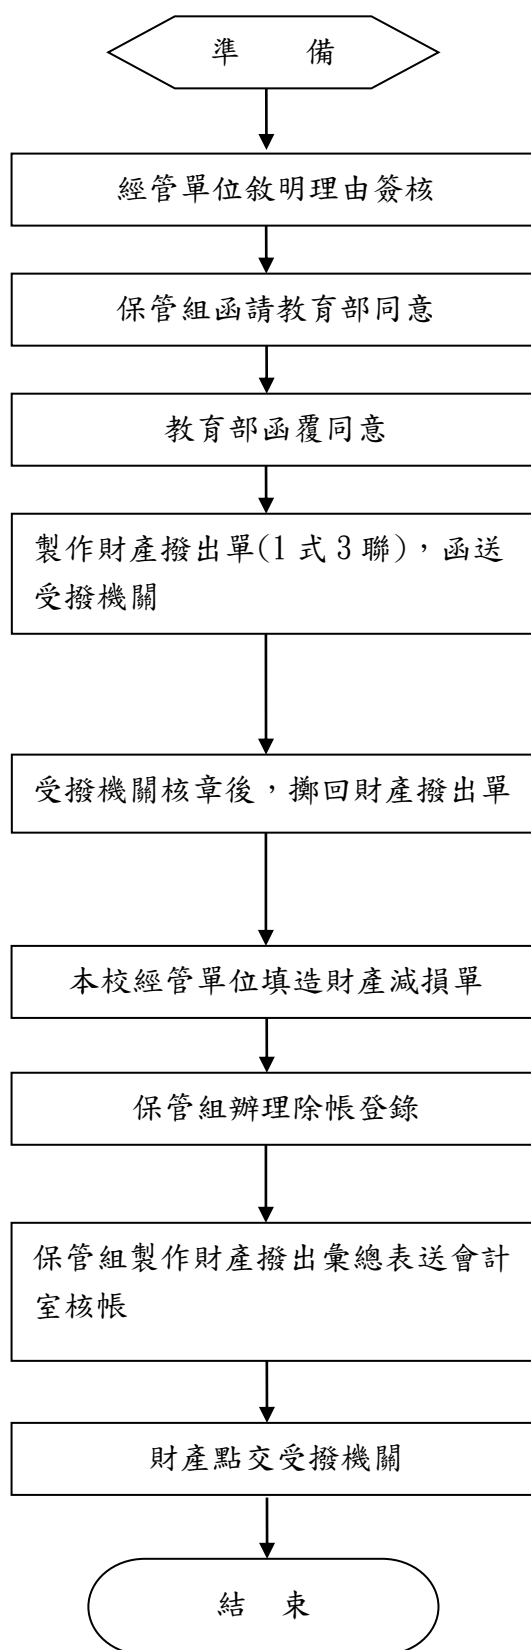 準　備
經管單位敘明理由簽核
保管組函請教育部同意
教育部函覆同意
製作財產撥出單(1 式 3 聯)，函送
受撥機關
受撥機關核章後，擲回財產撥出單
本校經管單位填造財產減損單
保管組辦理除帳登錄
保管組製作財產撥出彙總表送會計
室核帳
財產點交受撥機關
結　束